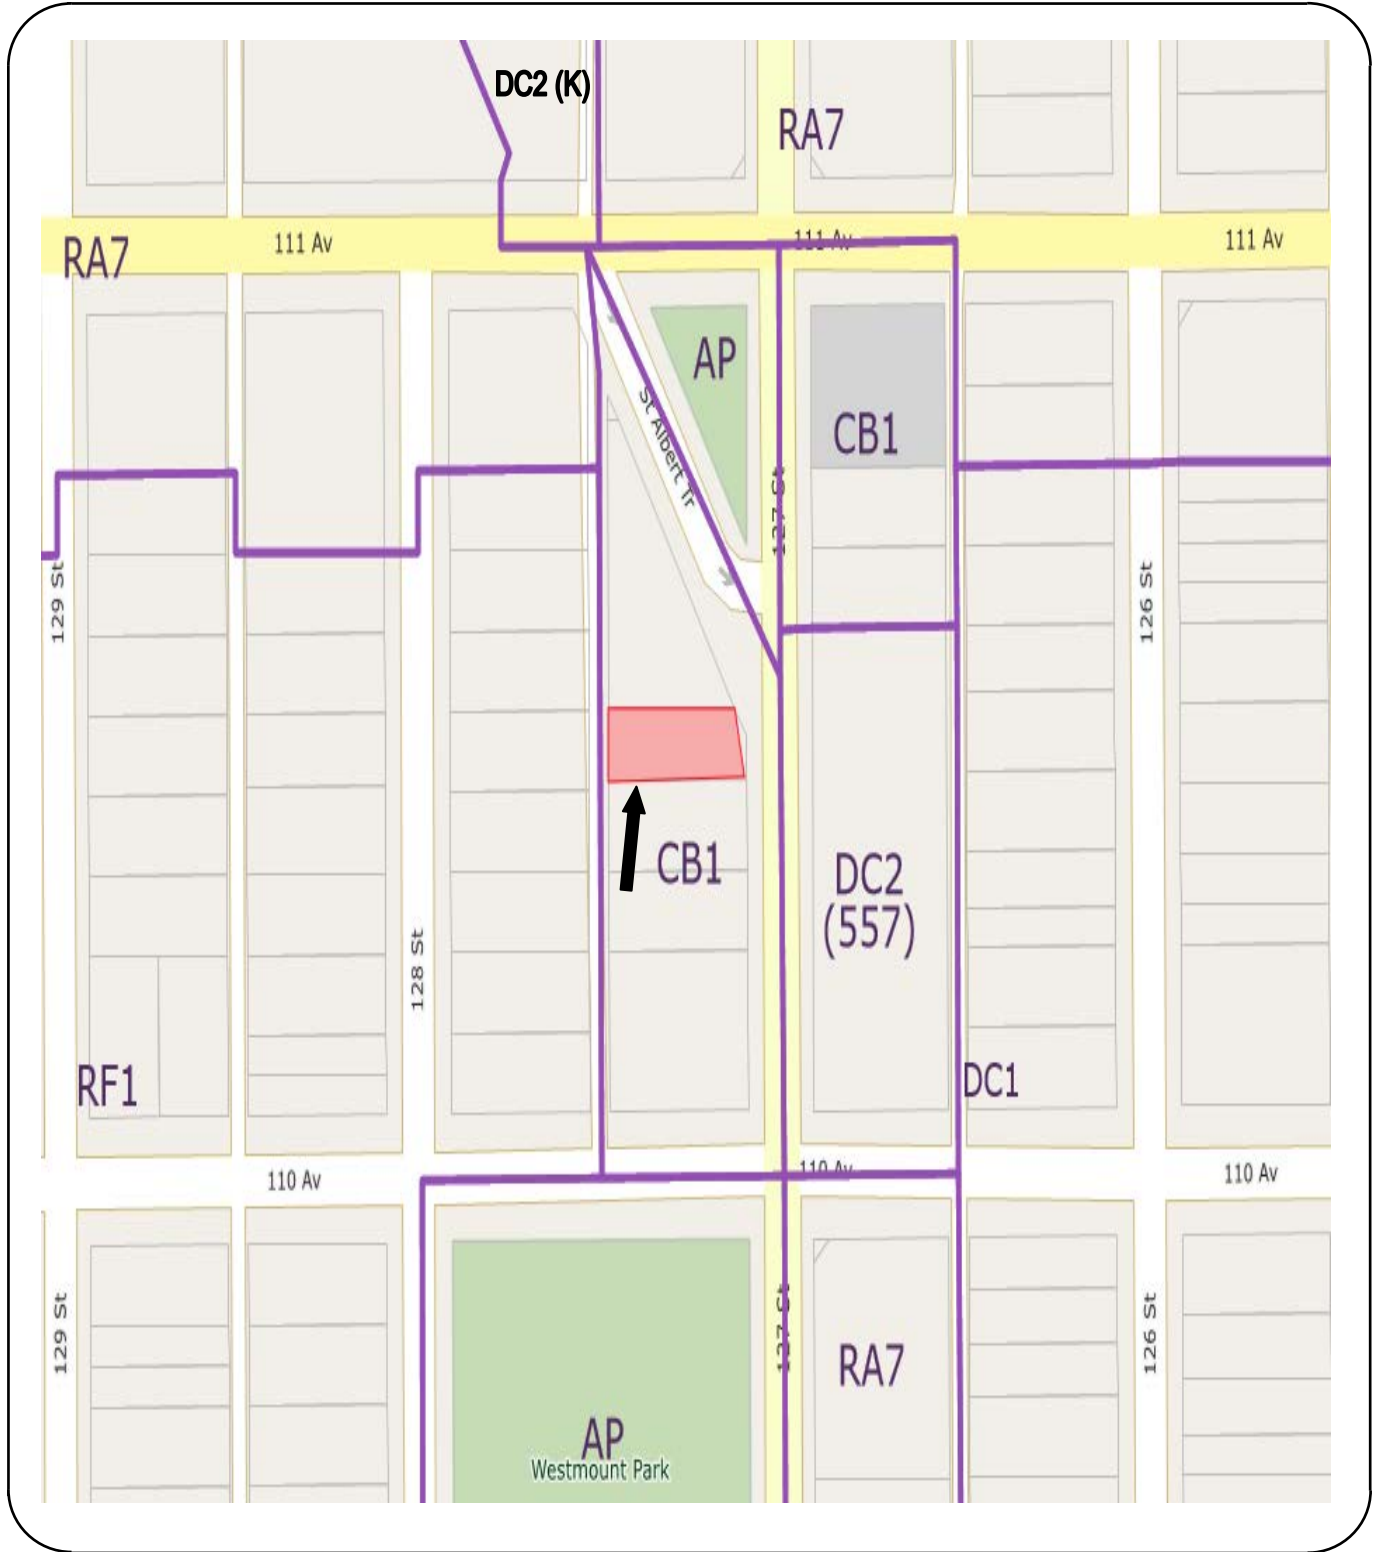 DC2 (K)
RA7
111 Av
111 Av
111 Av
RA7
AP
St Albert Tr
CB1
127 St
129 St
126 St
CB1
DC2
(557)
128 St
RF1
DC1
110 Av
110 Av
110 Av
129 St
127 St
126 St
RA7
AP
Westmount Park